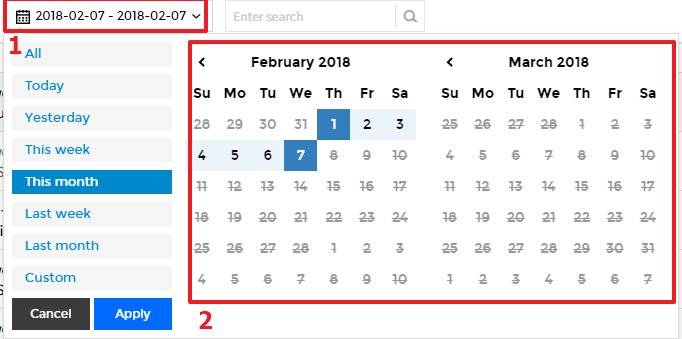 2018-02-07 - 2018-02-07 Enter search
1
All
Today
Yesterday
This week
This month
Last week
Last month
Custom
Cancel Apply
February 2018
Su Mo Tu We Th Fr Sa
28 29 30 31 1 2 3
4 5 6 7 8 9 10
11 12 13 14 15 16 17
18 19 20 21 22 23 24
25 26 27 28 1 2 3
4 5 6 7 8 9 10
March 2018
Su Mo Tu We Th Fr Sa
25 26 27 28 1 2 3
4 5 6 7 8 9 10
11 12 13 14 15 16 17
18 19 20 21 22 23 24
25 26 27 28 29 30 31
1 2 3 4 5 6 7
2